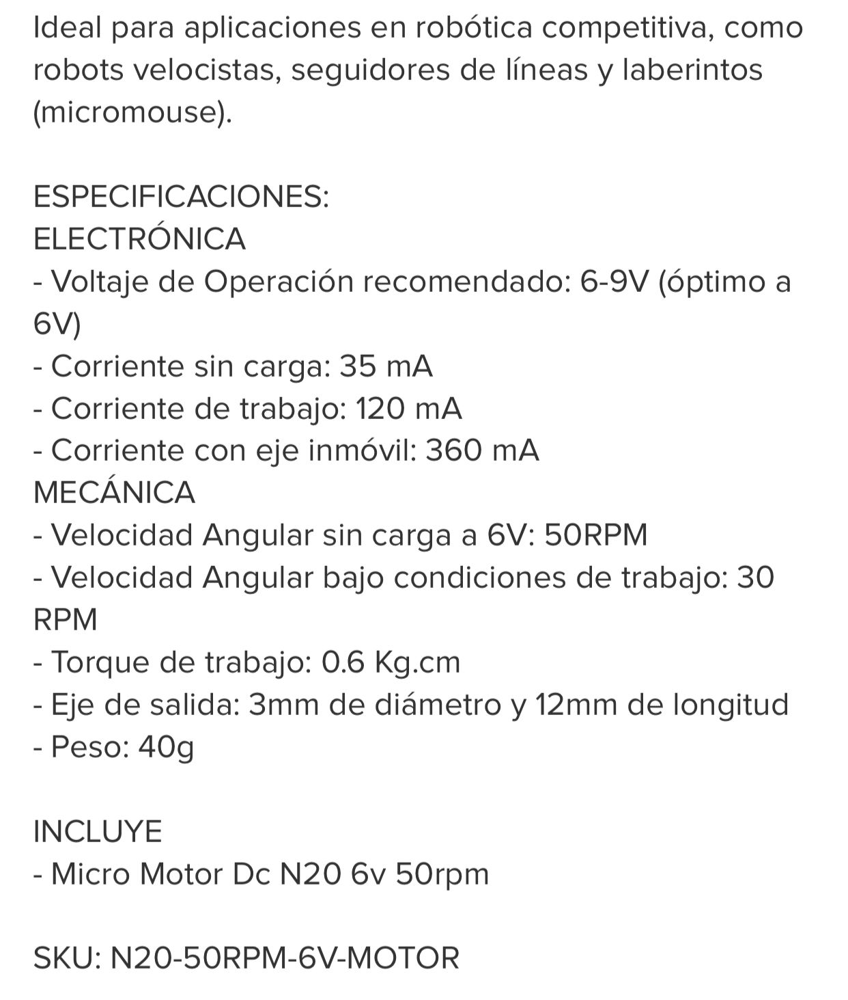 Ideal para aplicaciones en robótica competitiva, como
robots velocistas, seguidores de líneas y laberintos
(micromouse).
ESPECIFICACIONES:
ELECTRÓNICA
- Voltaje de Operación recomendado: 6-9V (óptimo a
6V)
- Corriente sin carga: 35 mA
- Corriente de trabajo: 120 mA
- Corriente con eje inmóvil: 360 mA
MECÁNICA
- Velocidad Angular sin carga a 6V: 50RPM
- Velocidad Angular bajo condiciones de trabajo: 30
RPM
- Torque de trabajo: 0.6 Kg.cm
- Eje de salida: 3mm de diámetro y 12mm de longitud
- Peso: 40g
INCLUYE
- Micro Motor Dc N20 6v 50rpm
SKU: N20-50RPM-6V-MOTOR